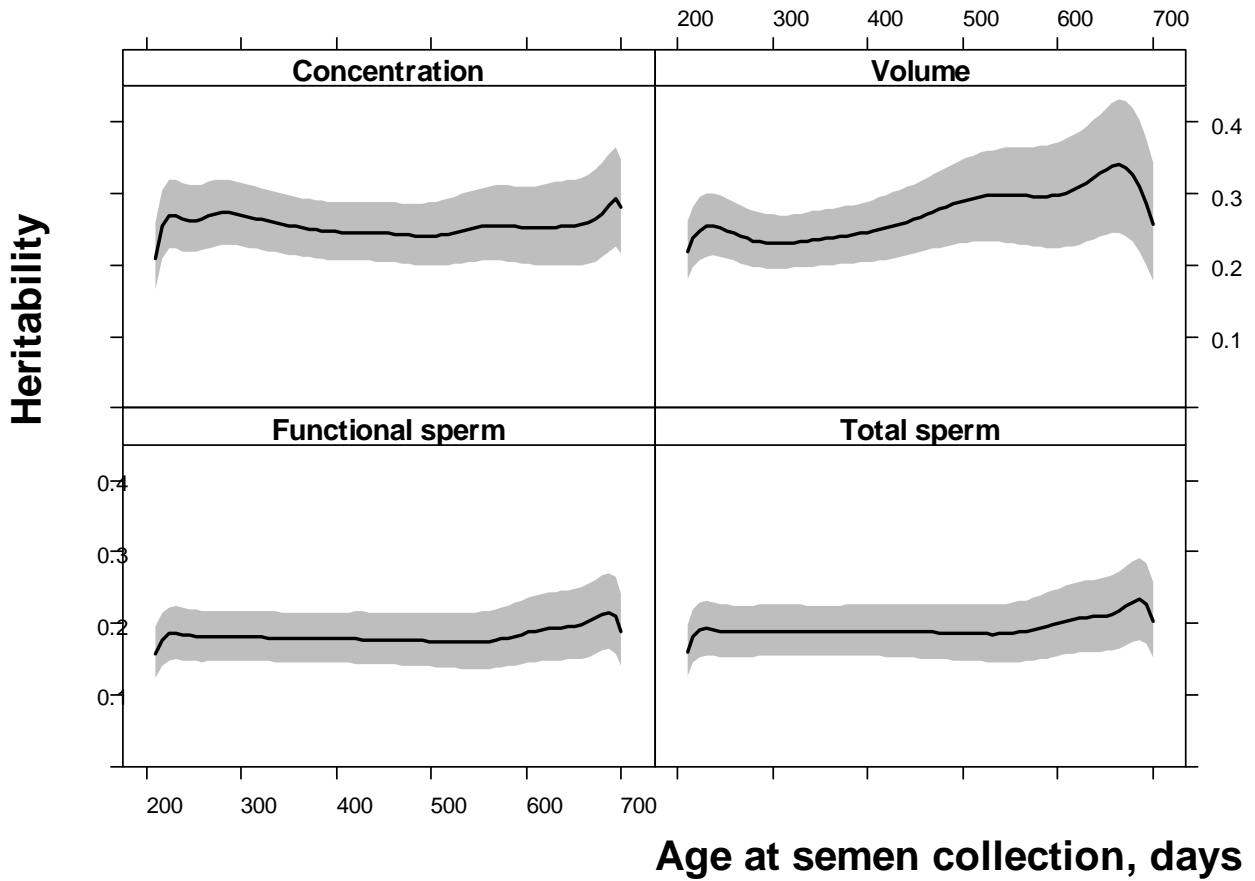 200 300 400 500 600 700
Concentration Volume
0.4
0.3
0.2
0.1
Heritability
Functional sperm Total sperm
0.4
0.3
0.2
0.1
200 300 400 500 600 700
Age at semen collection, days